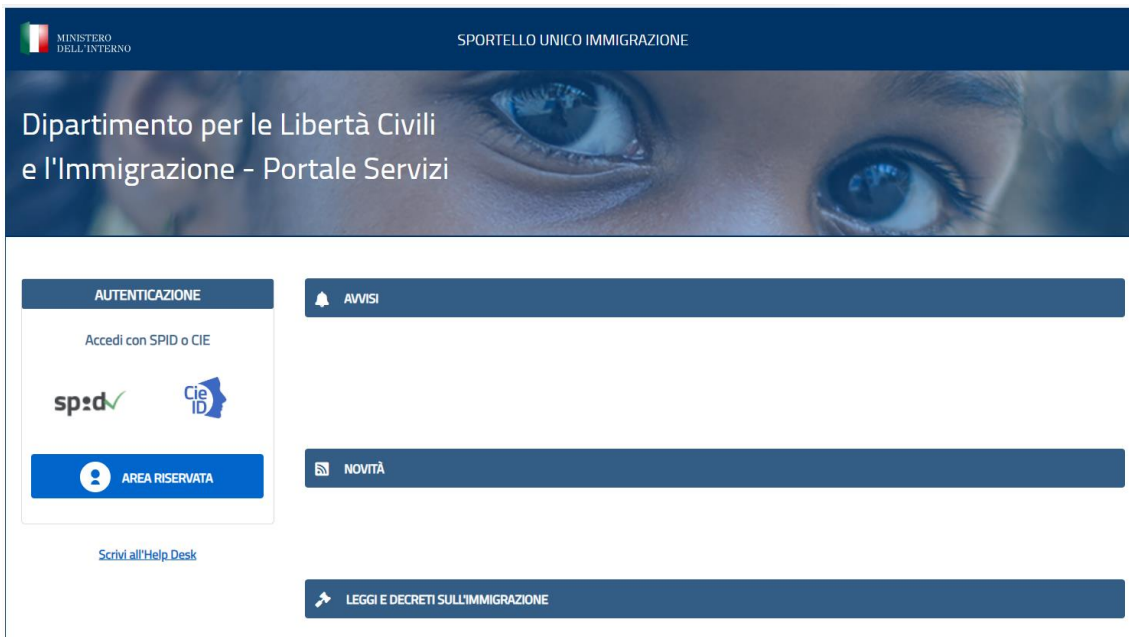 MINISTERO
DELL'INTERNO
SPORTELLO UNICO IMMIGRAZIONE
Dipartimento per le Libertà Civili
e l'Immigrazione - Portale Servizi
AUTENTICAZIONE
Accedi con SPID o CIE
sp:d
Cie
ID
AREA RISERVATA
Scrivi all'Help Desk
AVVISI
NOVITÀ
LEGGI E DECRETI SULL'IMMIGRAZIONE